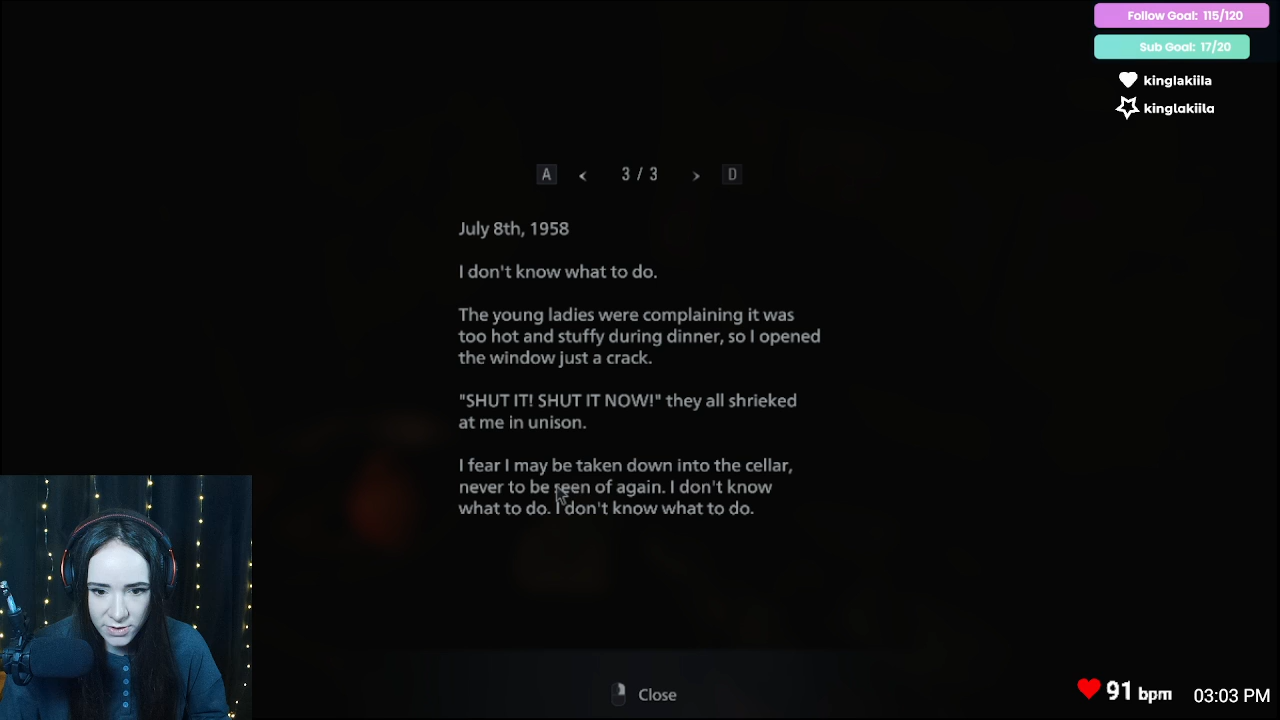 Follow Goal: 115/120
Sub Goal: 17/20
kinglakiila
kinglakiila
A < 3 / 3 > D
July 8th, 1958
I don't know what to do.
The young ladies were complaining it was
too hot and stuffy during dinner, so I opened
the window just a crack.
"SHUT IT! SHUT IT NOW!" they all shrieked
at me in unison.
I fear I may be taken down into the cellar,
never to be seen of again. I don't know
what to do. I don't know what to do.
Close
91 bpm
03:03 PM